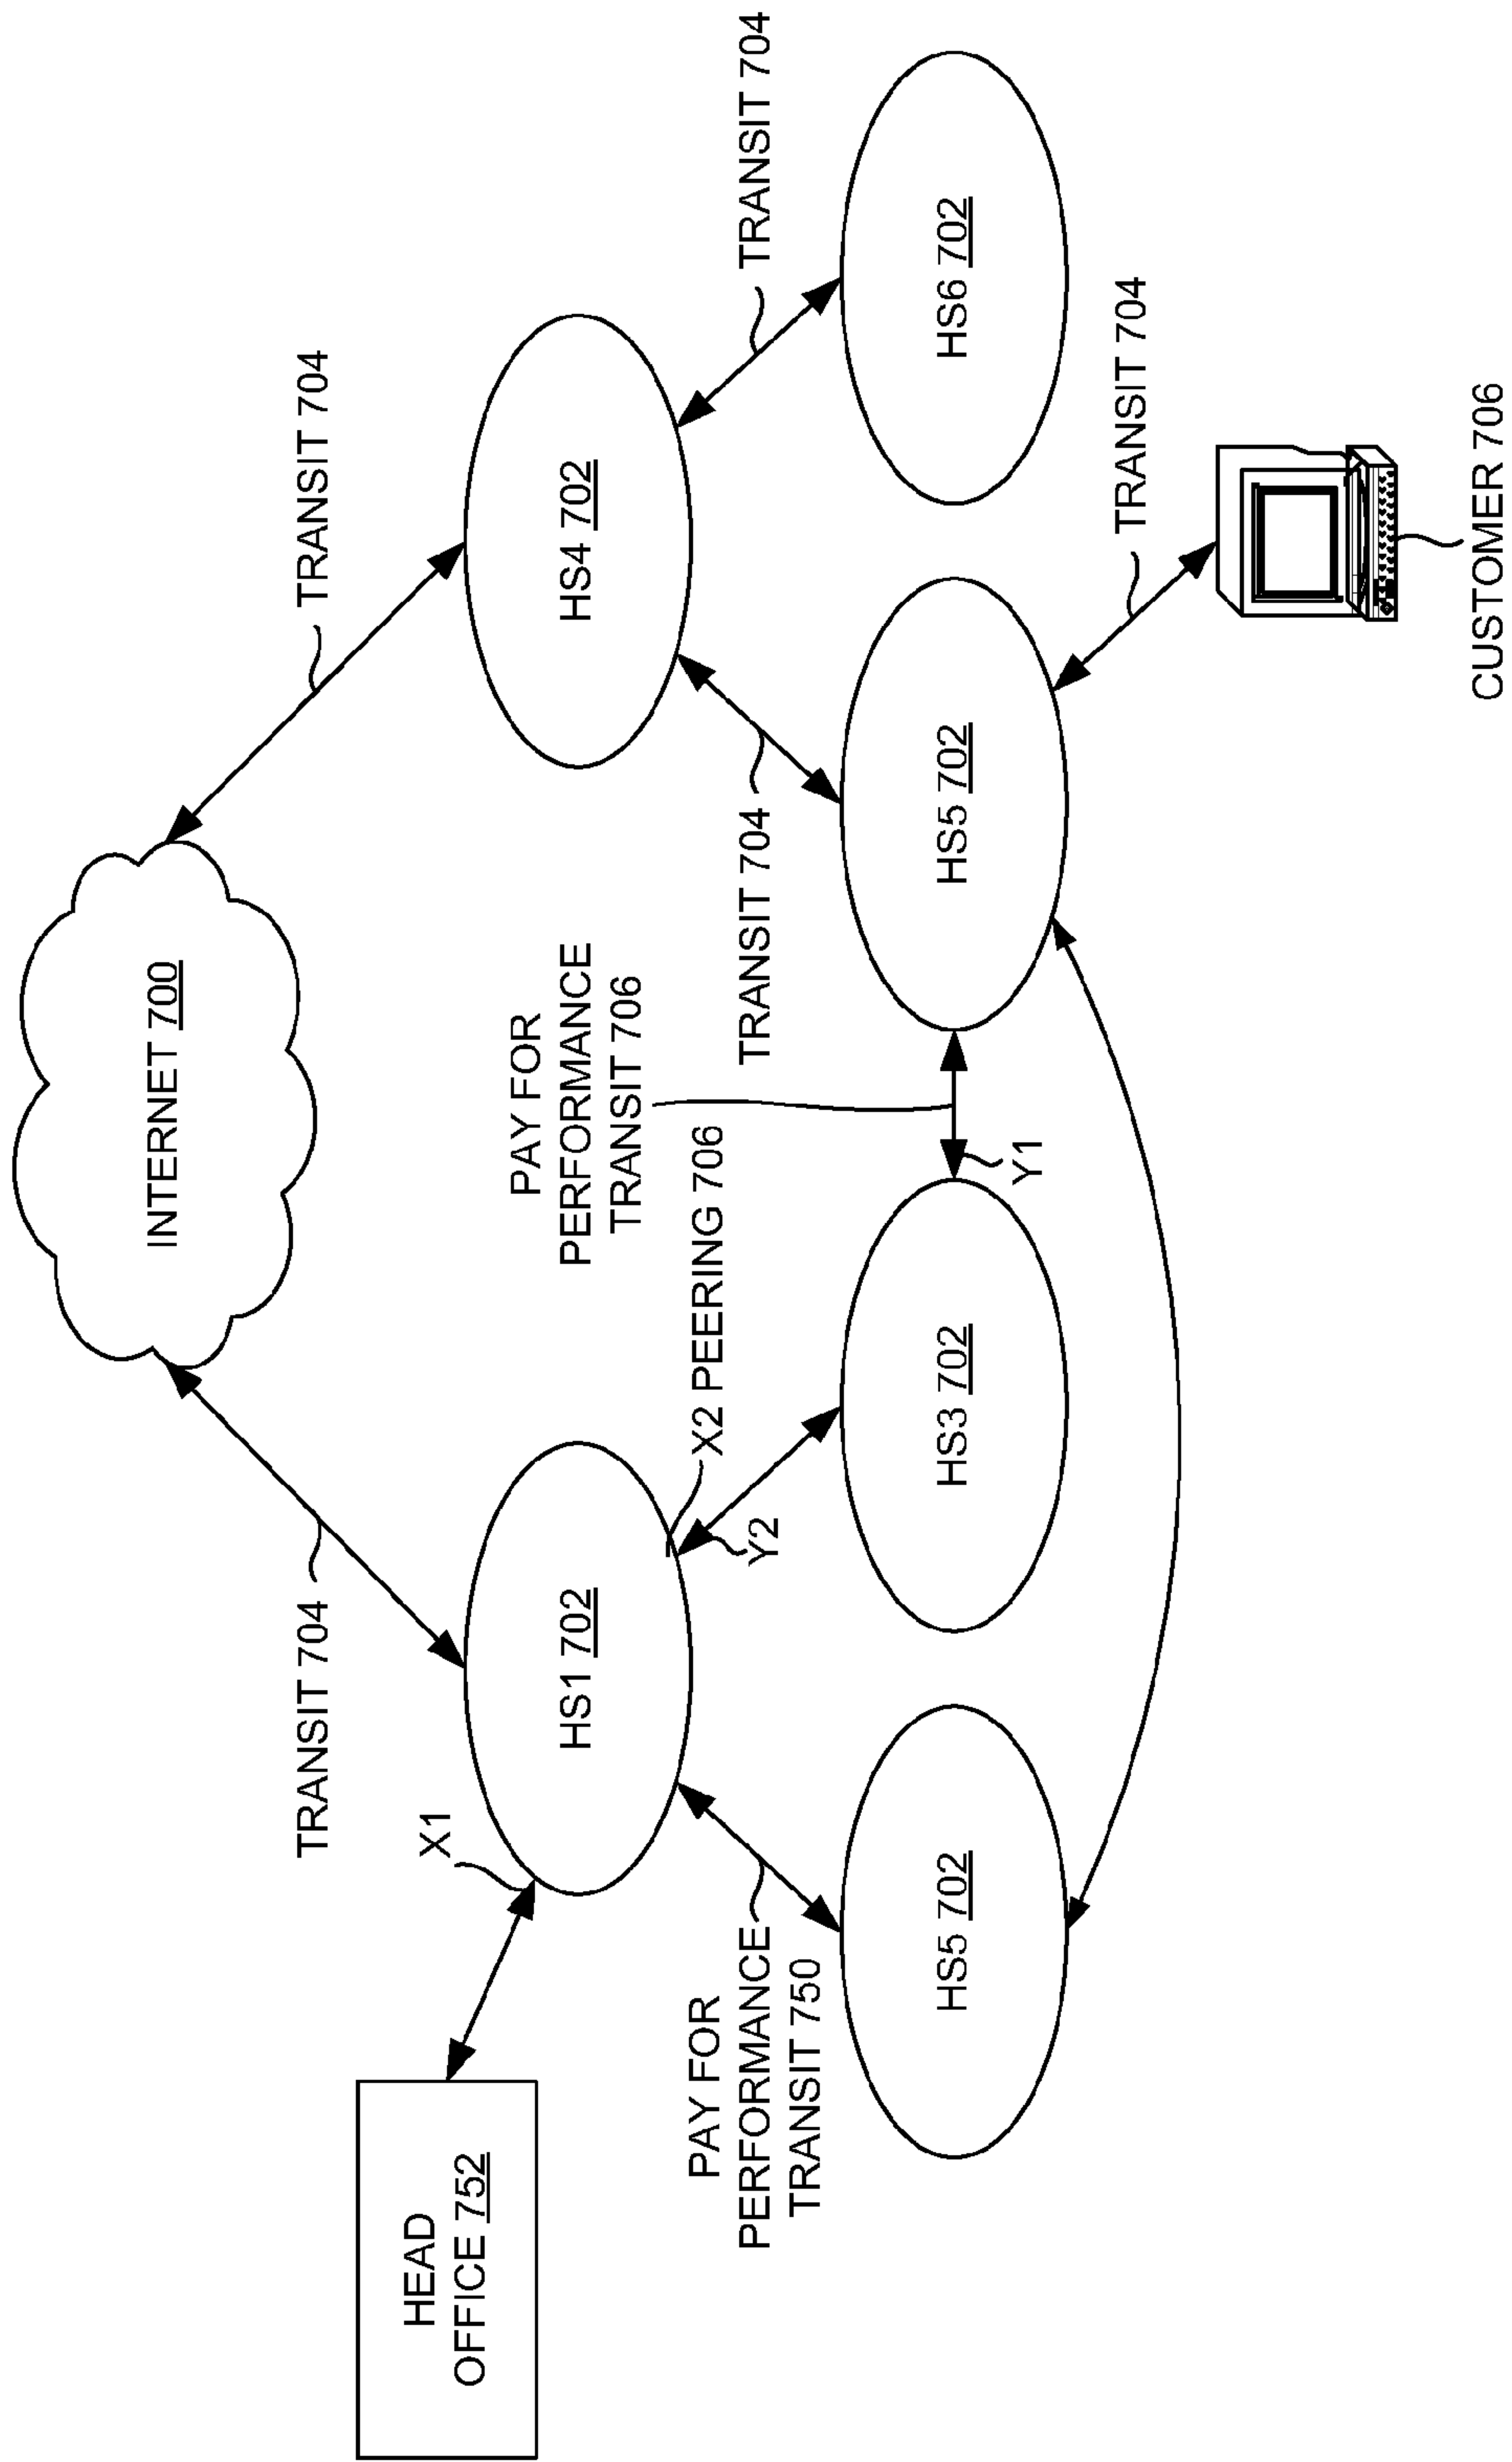 INTERNET 700
TRANSIT 704
TRANSIT 704
HEAD
OFFICE 752
X1
HS1 702
HS4 702
PAY FOR
PERFORMANCE
TRANSIT 706
X2 PEERING 706
Y2
PAY FOR
PERFORMANCE
TRANSIT 750
TRANSIT 704
TRANSIT 704
HS5 702
HS3 702
Y1
HS5 702
HS6 702
TRANSIT 704
CUSTOMER 706